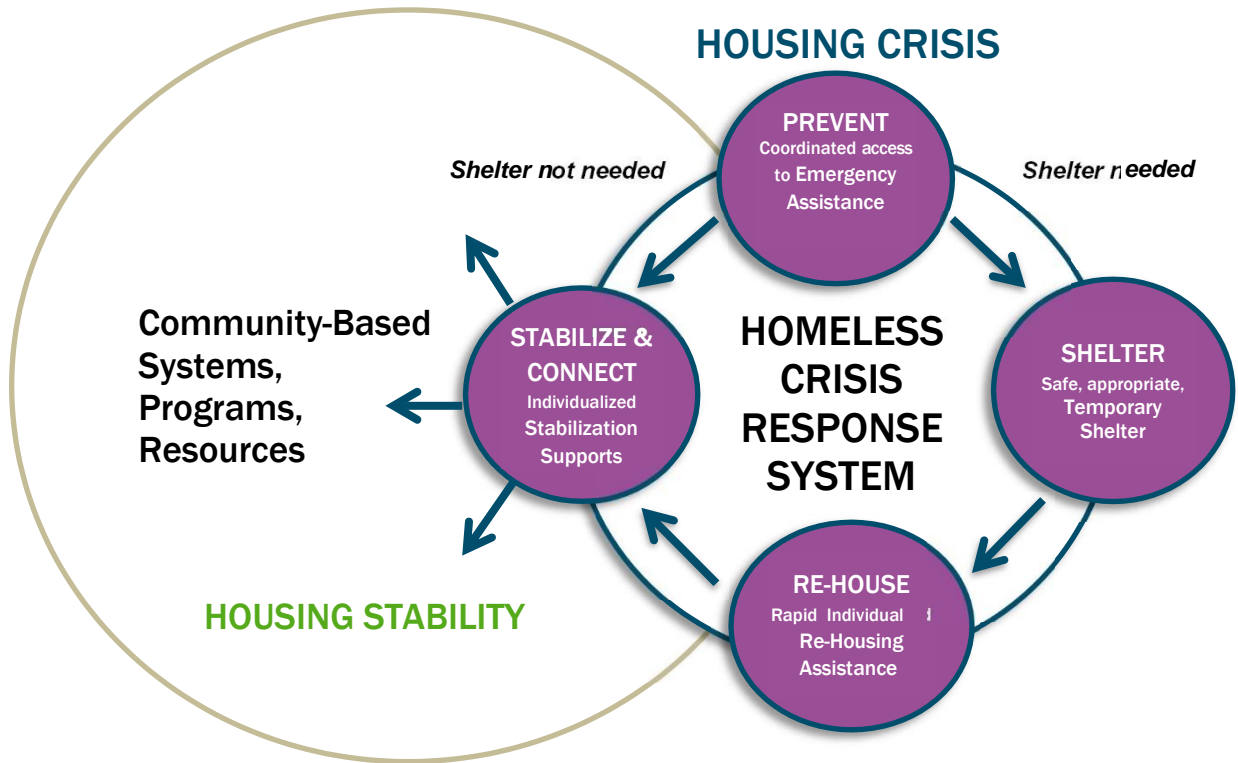 HOUSING CRISIS
PREVENT
Coordinated access
to Emergency
Assistance
Shelter not needed
Shelter needed
Community-Based
Systems,
Programs,
Resources
STABILIZE &
CONNECT
Individualized
Stabilization
Supports
HOMELESS
CRISIS
RESPONSE
SYSTEM
SHELTER
Safe, appropriate,
Temporary
Shelter
RE-HOUSE
Rapid Individual
Re-Housing
Assistance
HOUSING STABILITY